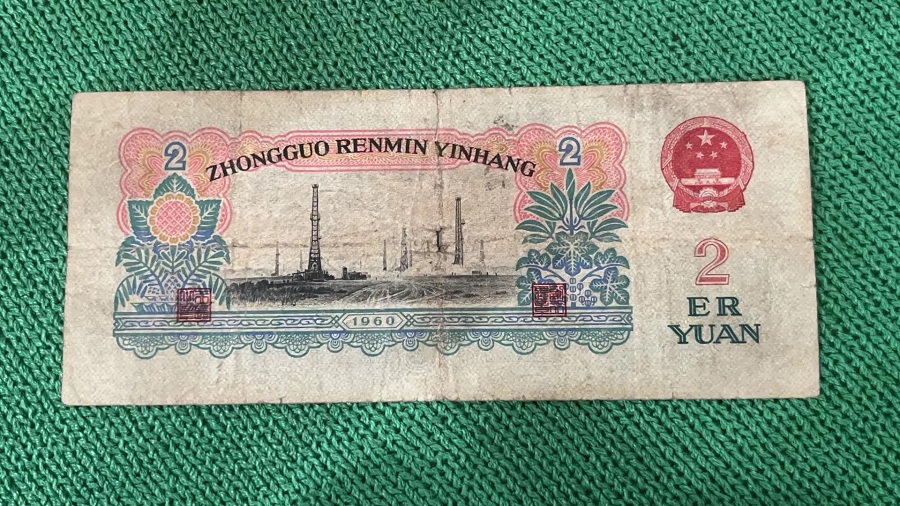 2
ZHONGGUO RENMIN YINHANG
2
1960
2
ER
YUAN